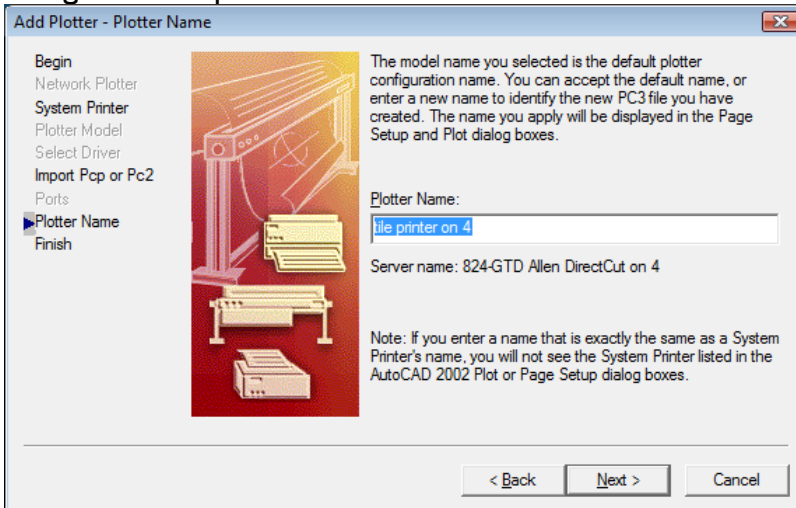 Add Plotter - Plotter Name
Begin
Network Plotter
System Printer
Plotter Model
Select Driver
Import Pcp or Pc2
Ports
Plotter Name
Finish
The model name you selected is the default plotter
configuration name. You can accept the default name, or
enter a new name to identify the new PC3 file you have
created. The name you apply will be displayed in the Page
Setup and Plot dialog boxes.
Plotter Name:
tile printer on 4
Server name: 824-GTD Allen DirectCut on 4
Note: If you enter a name that is exactly the same as a System
Printer's name, you will not see the System Printer listed in the
AutoCAD 2002 Plot or Page Setup dialog boxes.
< Back
Next >
Cancel